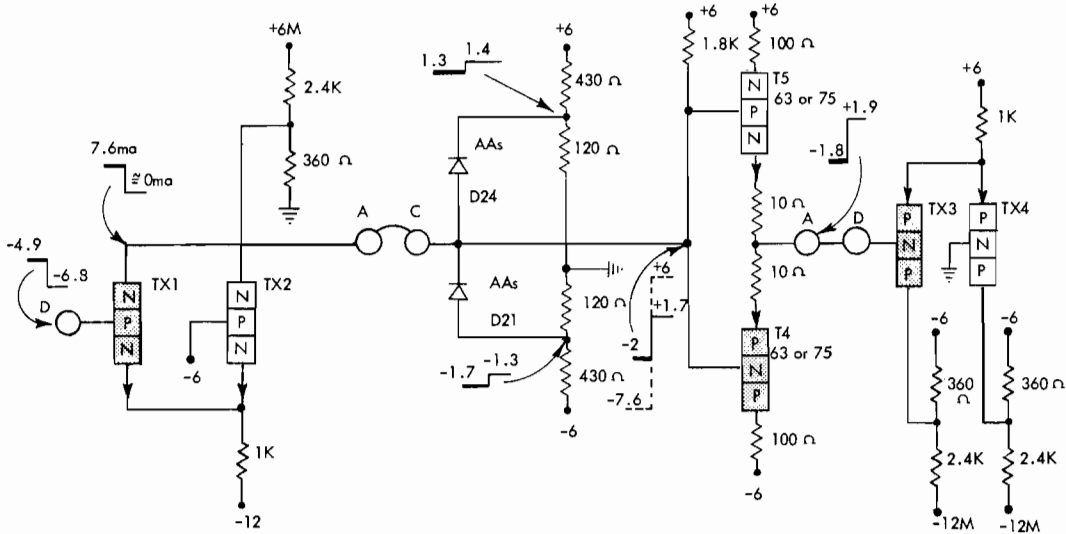 +6M
2.4K
360 Ω
7.6ma
≅ 0ma
-4.9
-6.8
D
TX1
N
P
N
TX2
N
P
N
-6
1K
-12
A
C
1.3
1.4
+6
430 Ω
120 Ω
AAs
D24
AAs
D21
120 Ω
-1.7
-1.3
430 Ω
-6
+6
+1.7
-2
-7.6
+6
1.8K
+6
100 Ω
T5
63 or 75
N
P
N
10 Ω
10 Ω
T4
63 or 75
P
N
P
100 Ω
-6
+1.9
-1.8
A
D
+6
1K
TX3
P
N
P
TX4
P
N
P
-6
360 Ω
2.4K
-12M
-6
360 Ω
2.4K
-12M